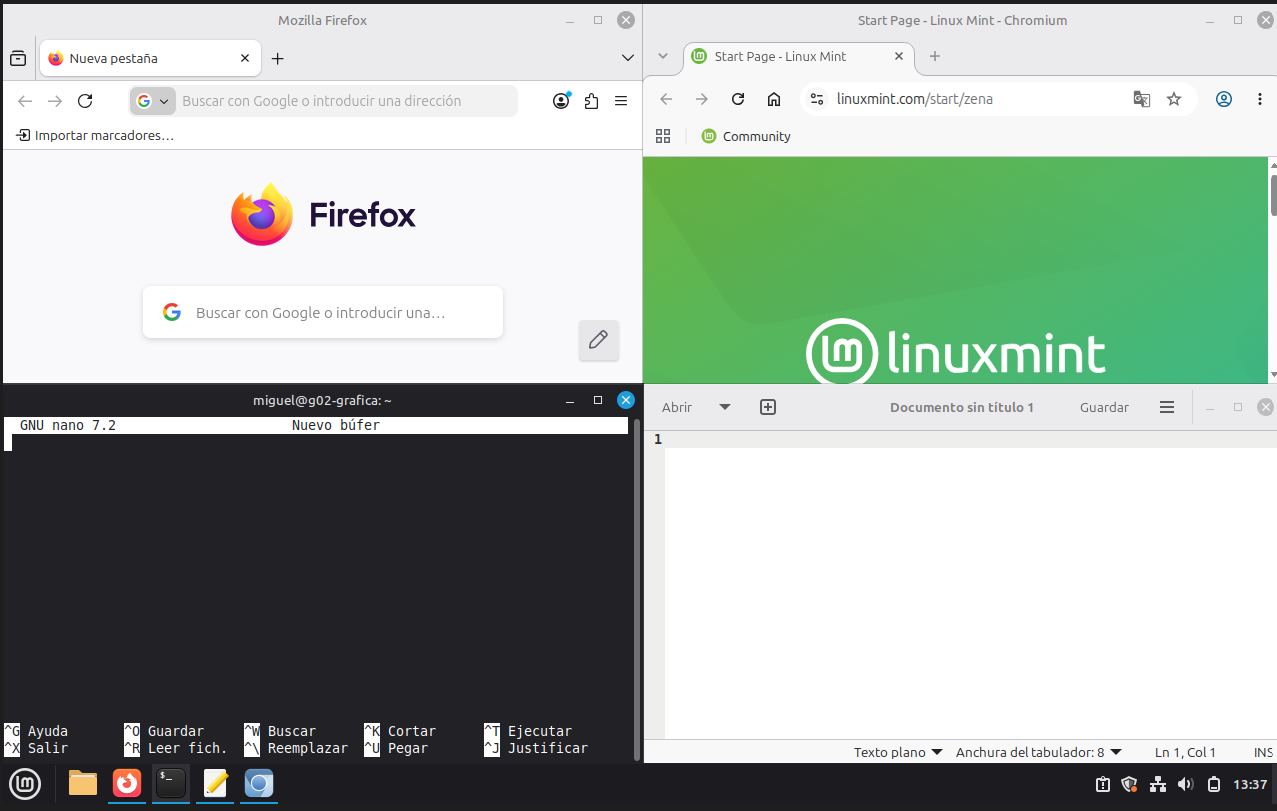 Mozilla Firefox
Nueva pestaña
Buscar con Google o introducir una dirección
Importar marcadores…
Firefox
Buscar con Google o introducir una…
Start Page - Linux Mint - Chromium
Start Page - Linux Mint
linuxmint.com/start/zena
Community
linuxmint
miguel@g02-grafica: ~
GNU nano 7.2 Nuevo búfer
^G Ayuda ^O Guardar ^W Buscar ^K Cortar ^T Ejecutar
^X Salir ^R Leer fich. ^\ Reemplazar ^U Pegar ^J Justificar
Abrir Documento sin título 1 Guardar
1
Texto plano Anchura del tabulador: 8 Ln 1, Col 1 INS
13:37